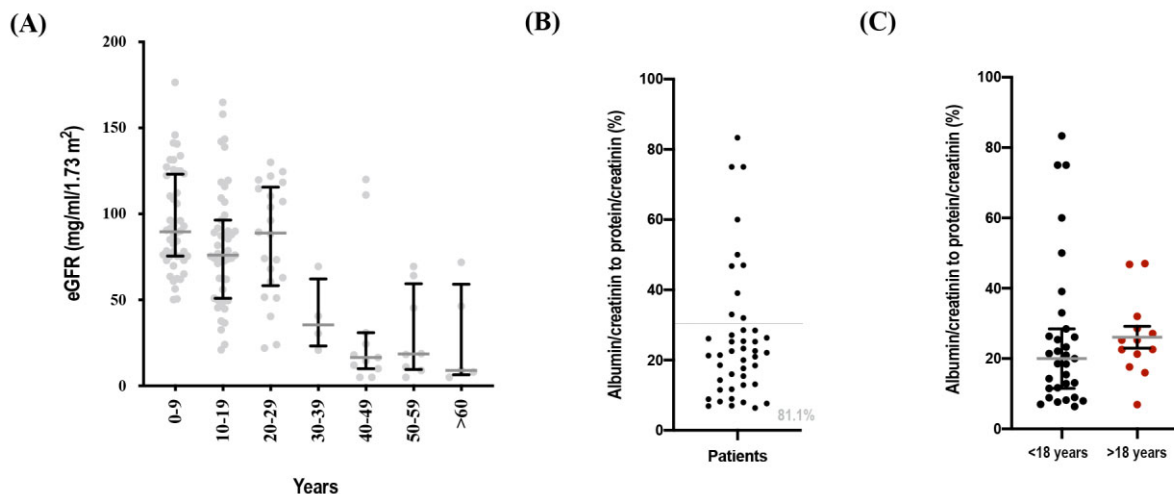 (A)
200
150
100
50
0
eGFR (mg/ml/1.73 m²)
0-9
10-19
20-29
30-39
40-49
50-59
>60
Years
(B)
100
80
60
40
20
0
Albumin/creatinin to protein/creatinin (%)
81.1%
Patients
(C)
100
80
60
40
20
0
Albumin/creatinin to protein/creatinin (%)
<18 years
>18 years